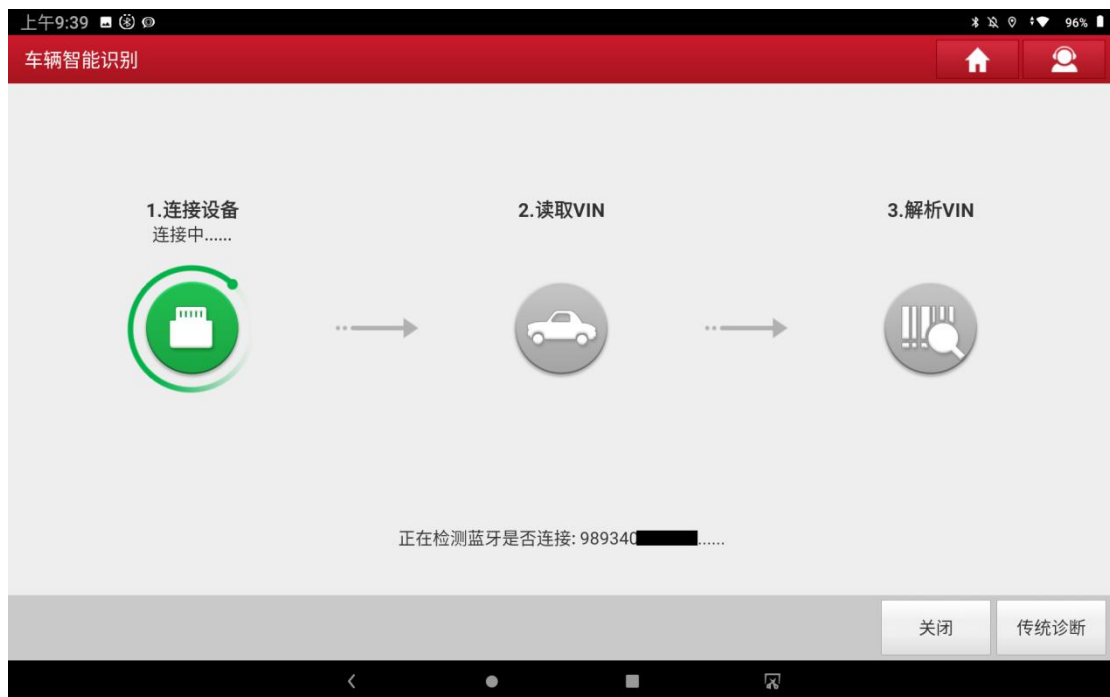 上午9:39
96%
车辆智能识别
1.连接设备
连接中......
2.读取VIN
3.解析VIN
正在检测蓝牙是否连接: 989340
......
关闭
传统诊断